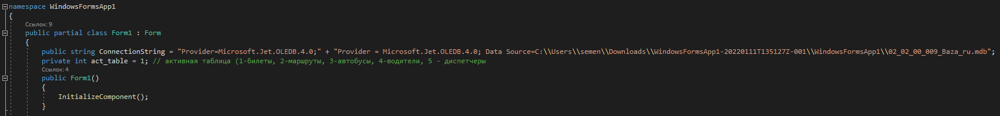 namespace WindowsFormsApp1
{
Ссылок: 9
public partial class Form1 : Form
{
public string ConnectionString = "Provider=Microsoft.Jet.OLEDB.4.0;" + "Provider = Microsoft.Jet.OLEDB.4.0; Data Source=C:\\Users\\semen\\Downloads\\WindowsFormsApp1-20220111T135127Z-001\\WindowsFormsApp1\\02_02_00_009_Baza_ru.mdb";
private int act_table = 1; // активная таблица (1-билеты, 2-маршруты, 3-автобусы, 4-водители, 5 - диспетчеры
Ссылок: 4
public Form1()
{
InitializeComponent();
}